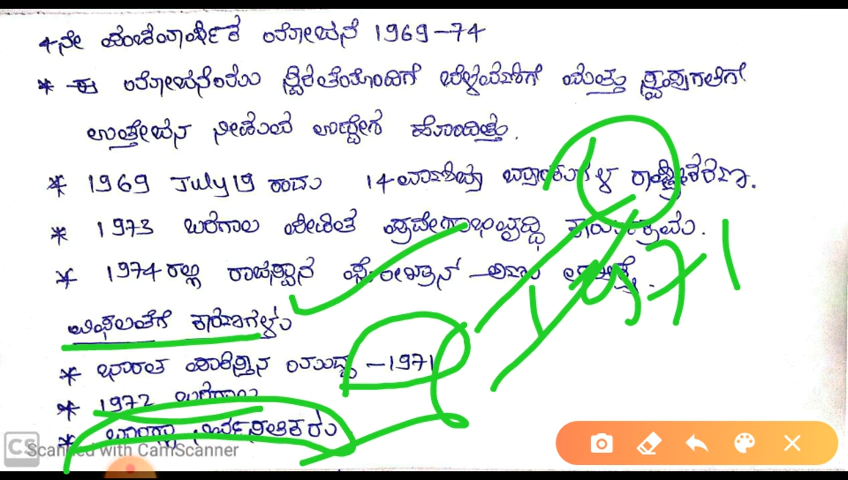 4ನೇ ಪಂಚವಾರ್ಷಿಕ ಯೋಜನೆ 1969-74
* ಈ ಯೋಜನೆಯು ಸ್ಥಿರತೆಯೊಂದಿಗೆ ಬೆಳವಣಿಗೆ ಮತ್ತು ಸ್ವಾವಲಂಬನೆಗೆ
ಉತ್ತೇಜನ ನೀಡುವ ಉದ್ದೇಶ ಹೊಂದಿತ್ತು.
* 1969 July 19 ರಂದು 14 ವಾಣಿಜ್ಯ ಬ್ಯಾಂಕುಗಳ ರಾಷ್ಟ್ರೀಕರಣ.
* 1973 ಬರಗಾಲ ಪೀಡಿತ ಪ್ರದೇಶಾಭಿವೃದ್ಧಿ ಕಾರ್ಯಕ್ರಮ.
* 1974 ರಲ್ಲಿ ರಾಜಸ್ಥಾನ ಪೋಖ್ರಾನ್ ಅಣು ಪರೀಕ್ಷೆ.
1971
ವಿಫಲತೆಗೆ ಕಾರಣಗಳು
* ಭಾರತ ಪಾಕಿಸ್ತಾನ ಯುದ್ಧ - 1971
* 1972 ಬರಗಾಲ
* ಬಾಂಗ್ಲಾ
CS Scanned with CamScanner